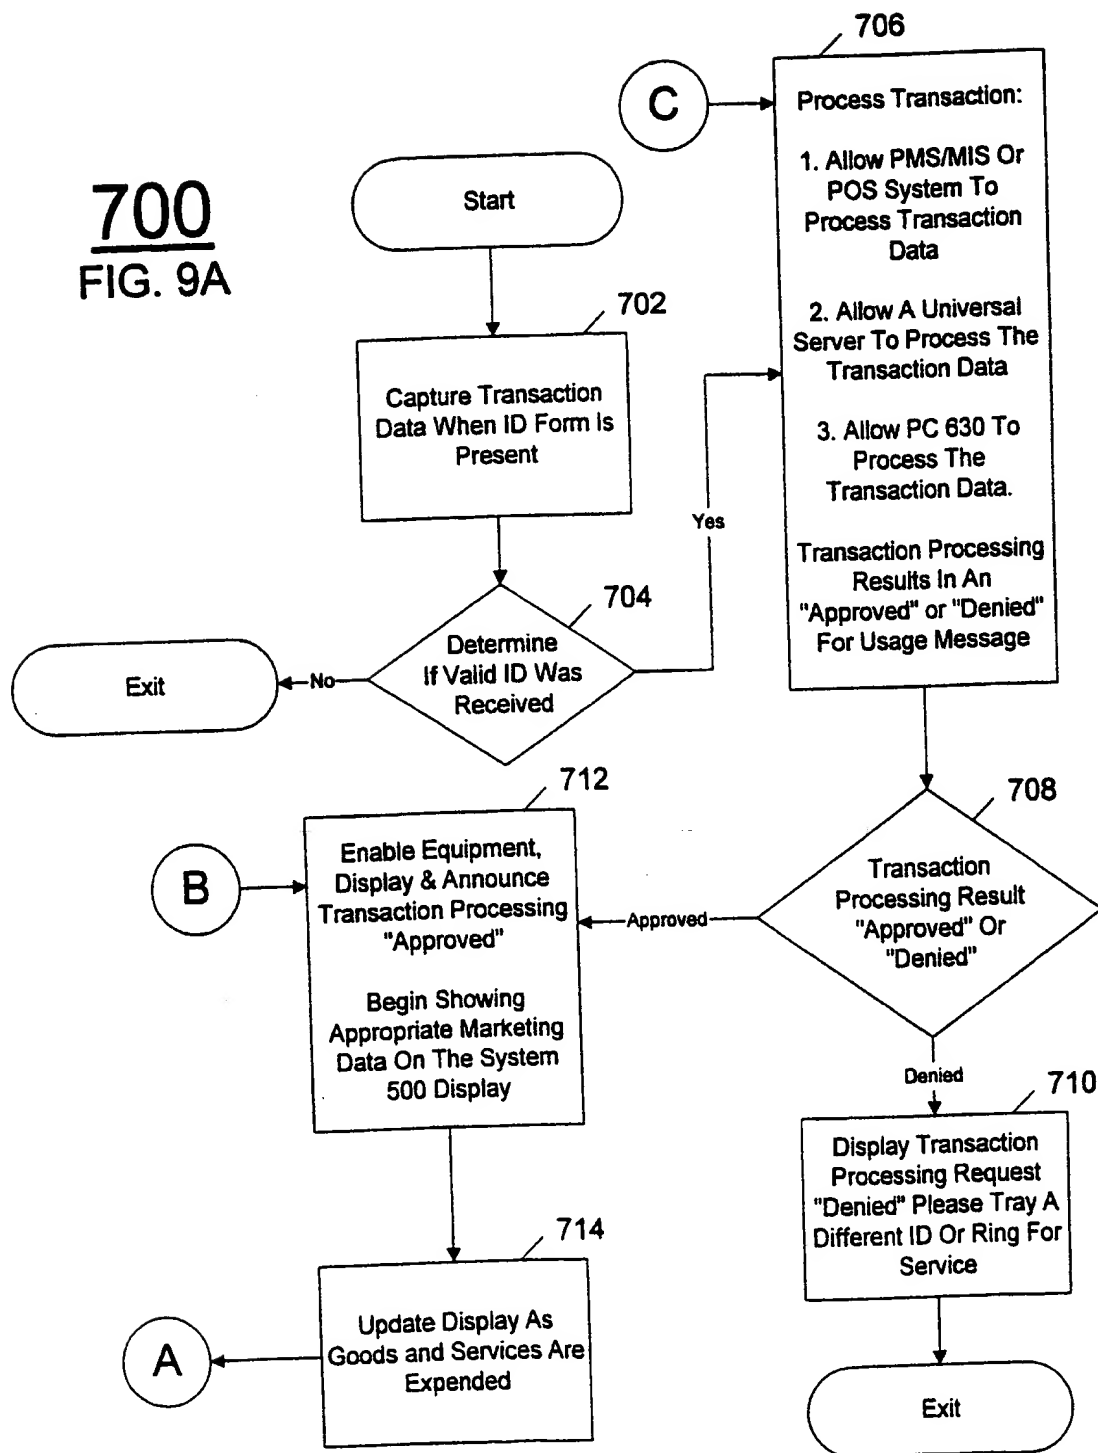 700
FIG. 9A
Start
702
Capture Transaction
Data When ID Form Is
Present
704
Determine
If Valid ID Was
Received
No
Exit
Yes
C
706
Process Transaction:
1. Allow PMS/MIS Or
POS System To
Process Transaction
Data
2. Allow A Universal
Server To Process The
Transaction Data
3. Allow PC 630 To
Process The
Transaction Data.
Transaction Processing
Results In An
"Approved" or "Denied"
For Usage Message
708
Transaction
Processing Result
"Approved" Or
"Denied"
Approved
Denied
710
Display Transaction
Processing Request
"Denied" Please Tray A
Different ID Or Ring For
Service
Exit
B
712
Enable Equipment,
Display & Announce
Transaction Processing
"Approved"
Begin Showing
Appropriate Marketing
Data On The System
500 Display
714
Update Display As
Goods and Services Are
Expended
A